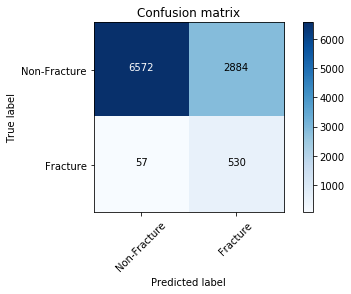 Confusion matrix
True label
Non-Fracture
6572
2884
Fracture
57
530
Non-Fracture
Fracture
Predicted label
6000
5000
4000
3000
2000
1000